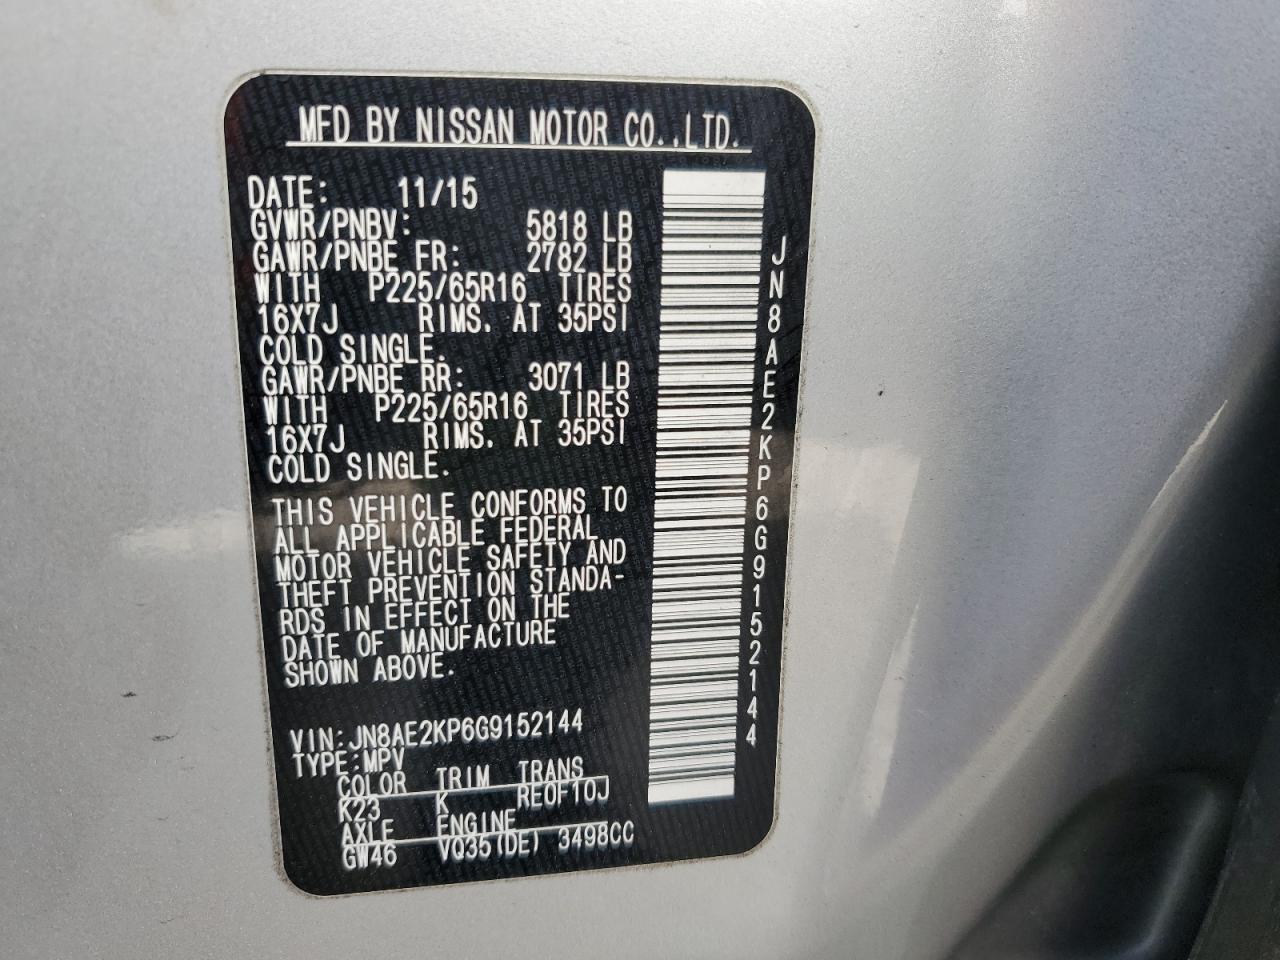 MFD BY NISSAN MOTOR CO.,LTD.
DATE: 11/15
GVWR/PNBV: 5818 LB
GAWR/PNBE FR: 2782 LB
WITH P225/65R16 TIRES
16X7J RIMS. AT 35PSI
COLD SINGLE.
GAWR/PNBE RR: 3071 LB
WITH P225/65R16 TIRES
16X7J RIMS. AT 35PSI
COLD SINGLE.
THIS VEHICLE CONFORMS TO
ALL APPLICABLE FEDERAL
MOTOR VEHICLE SAFETY AND
THEFT PREVENTION STANDA-
RDS IN EFFECT ON THE
DATE OF MANUFACTURE
SHOWN ABOVE.
VIN:JN8AE2KP6G9152144
TYPE:MPV
COLOR TRIM TRANS
K23 K RE0F10J
AXLE ENGINE
GW46 VQ35(DE) 3498CC
JN8AE2KP6G9152144